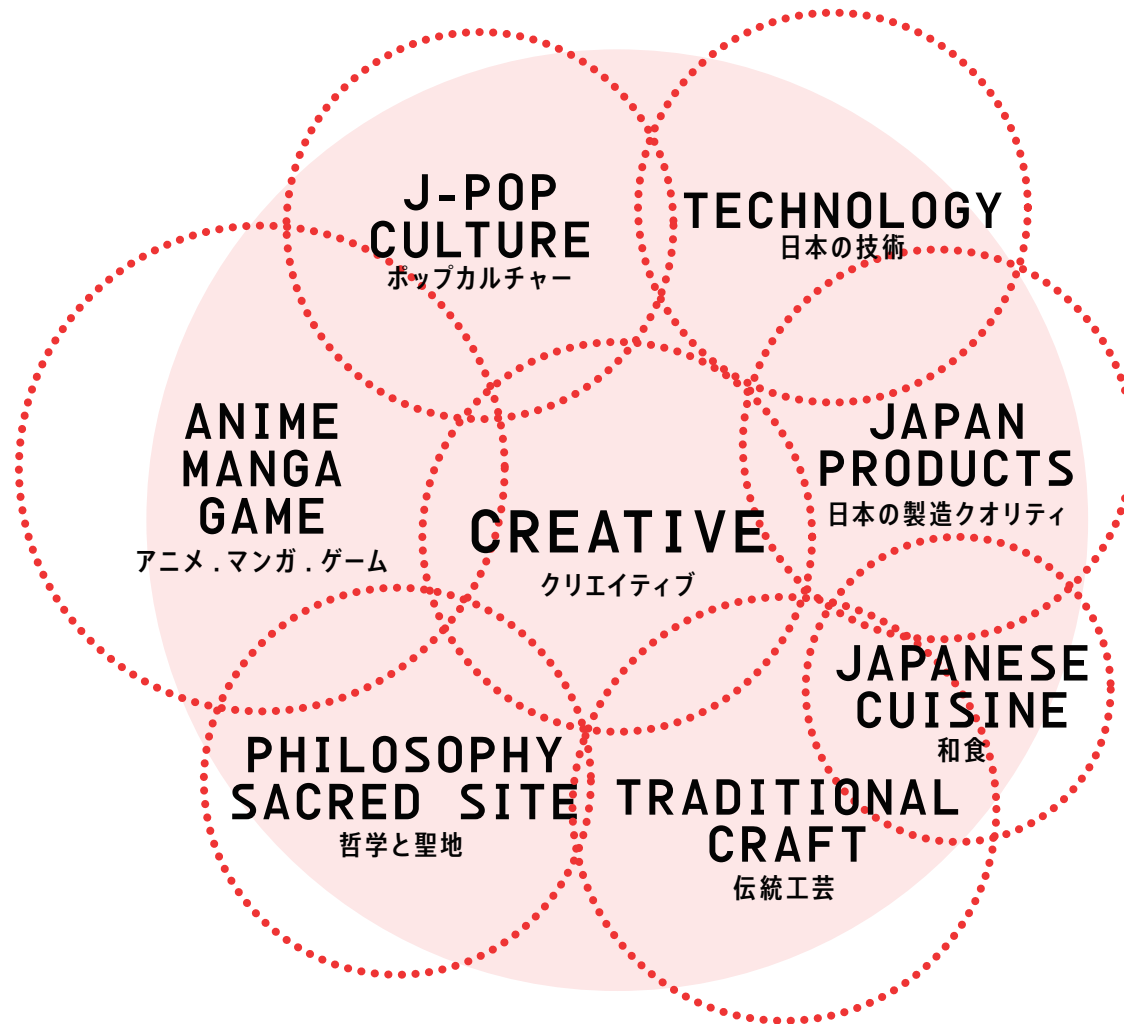 J-POP
CULTURE
ポップカルチャー
TECHNOLOGY
日本の技術
ANIME
MANGA
GAME
アニメ.マンガ.ゲーム
JAPAN
PRODUCTS
日本の製造クオリティ
CREATIVE
クリエイティブ
JAPANESE
CUISINE
和食
PHILOSOPHY
SACRED SITE
哲学と聖地
TRADITIONAL
CRAFT
伝統工芸